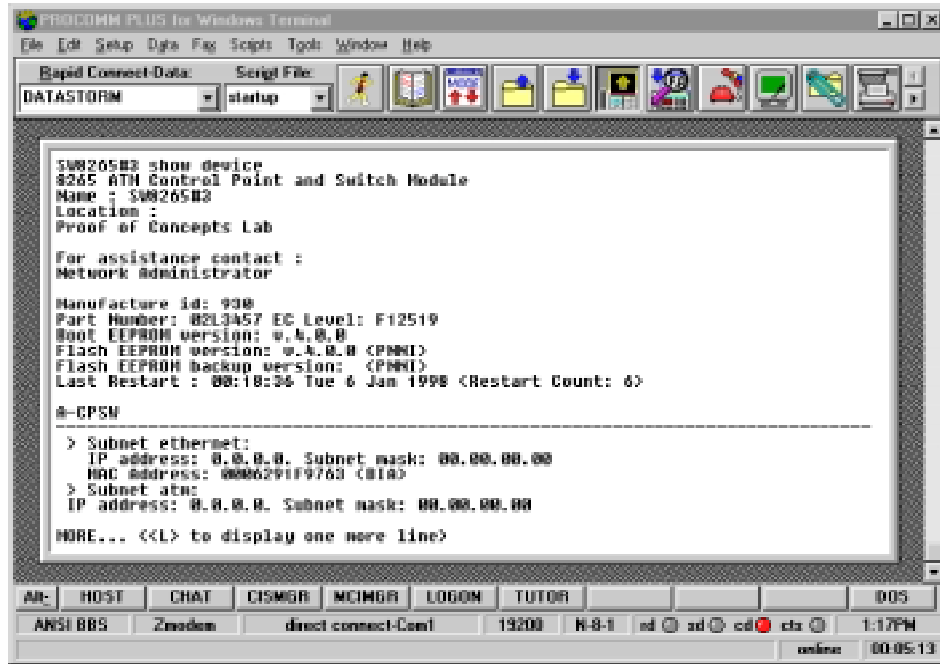 PROCOMM PLUS for Windows Terminal
File Edit Setup Data Fax Scripts Tools Window Help
Rapid Connect-Data: Script File:
DATASTORM startup
SW8265#3 show device
8265 ATM Control Point and Switch Module
Name : SW8265#3
Location :
Proof of Concepts Lab
For assistance contact :
Network Administrator
Manufacture id: 930
Part Number: 02L3457 EC Level: F12519
Boot EEPROM version: v.4.0.0
Flash EEPROM version: v.4.0.0 (PNNI)
Flash EEPROM backup version: (PNNI)
Last Restart : 00:18:36 Tue 6 Jan 1998 (Restart Count: 6)
A-CPSW
> Subnet ethernet:
IP address: 0.0.0.0. Subnet mask: 00.00.00.00
MAC Address: 0006291F9763 (BIA)
> Subnet atm:
IP address: 0.0.0.0. Subnet mask: 00.00.00.00
MORE... (<L> to display one more line)
Alt- HOST CHAT CISMGR MCIMGR LOGON TUTOR DOS
ANSI BBS Zmodem direct connect-Com1 19200 N-8-1 rd sd cd cts 1:17PM
online 00:05:13